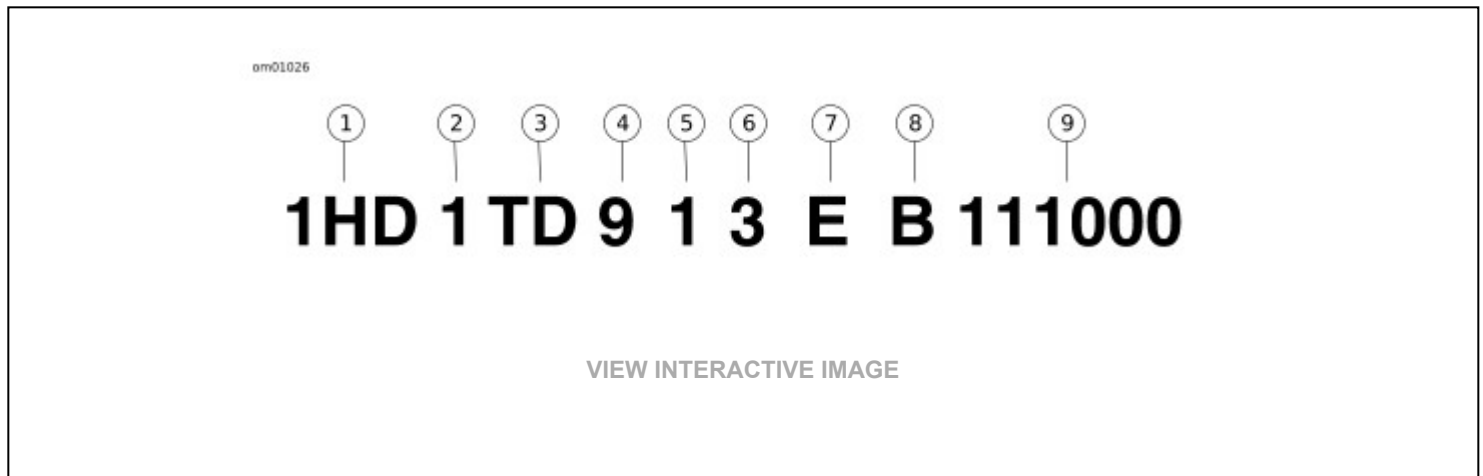 om01026
1 2 3 4 5 6 7 8 9
1HD 1 TD 9 1 3 E B 111000
VIEW INTERACTIVE IMAGE